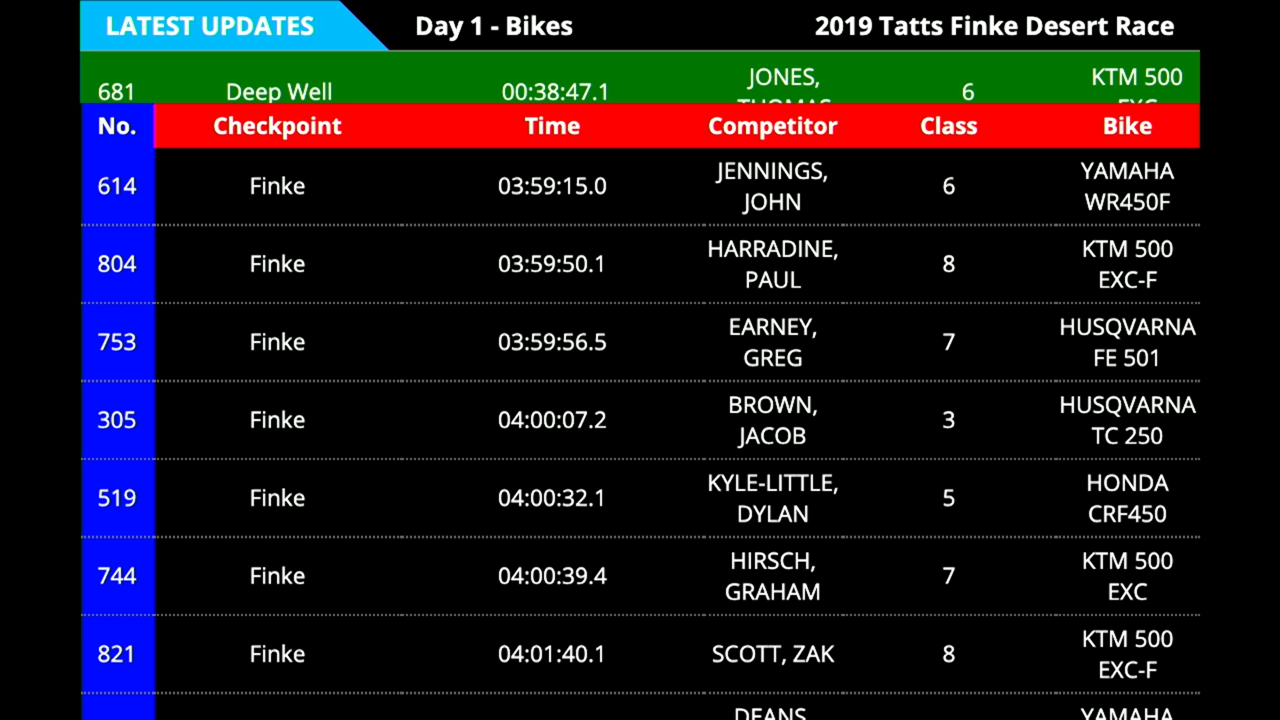 LATEST UPDATES Day 1 - Bikes 2019 Tatts Finke Desert Race
JONES, KTM 500
681 Deep Well 00:38:47.1 6
THOMAS EXC
No. Checkpoint Time Competitor Class Bike
JENNINGS, YAMAHA
614 Finke 03:59:15.0 6
JOHN WR450F
HARRADINE, KTM 500
804 Finke 03:59:50.1 8
PAUL EXC-F
EARNEY, HUSQVARNA
753 Finke 03:59:56.5 7
GREG FE 501
BROWN, HUSQVARNA
305 Finke 04:00:07.2 3
JACOB TC 250
KYLE-LITTLE, HONDA
519 Finke 04:00:32.1 5
DYLAN CRF450
HIRSCH, KTM 500
744 Finke 04:00:39.4 7
GRAHAM EXC
KTM 500
821 Finke 04:01:40.1 SCOTT, ZAK 8
EXC-F
DEANS, YAMAHA